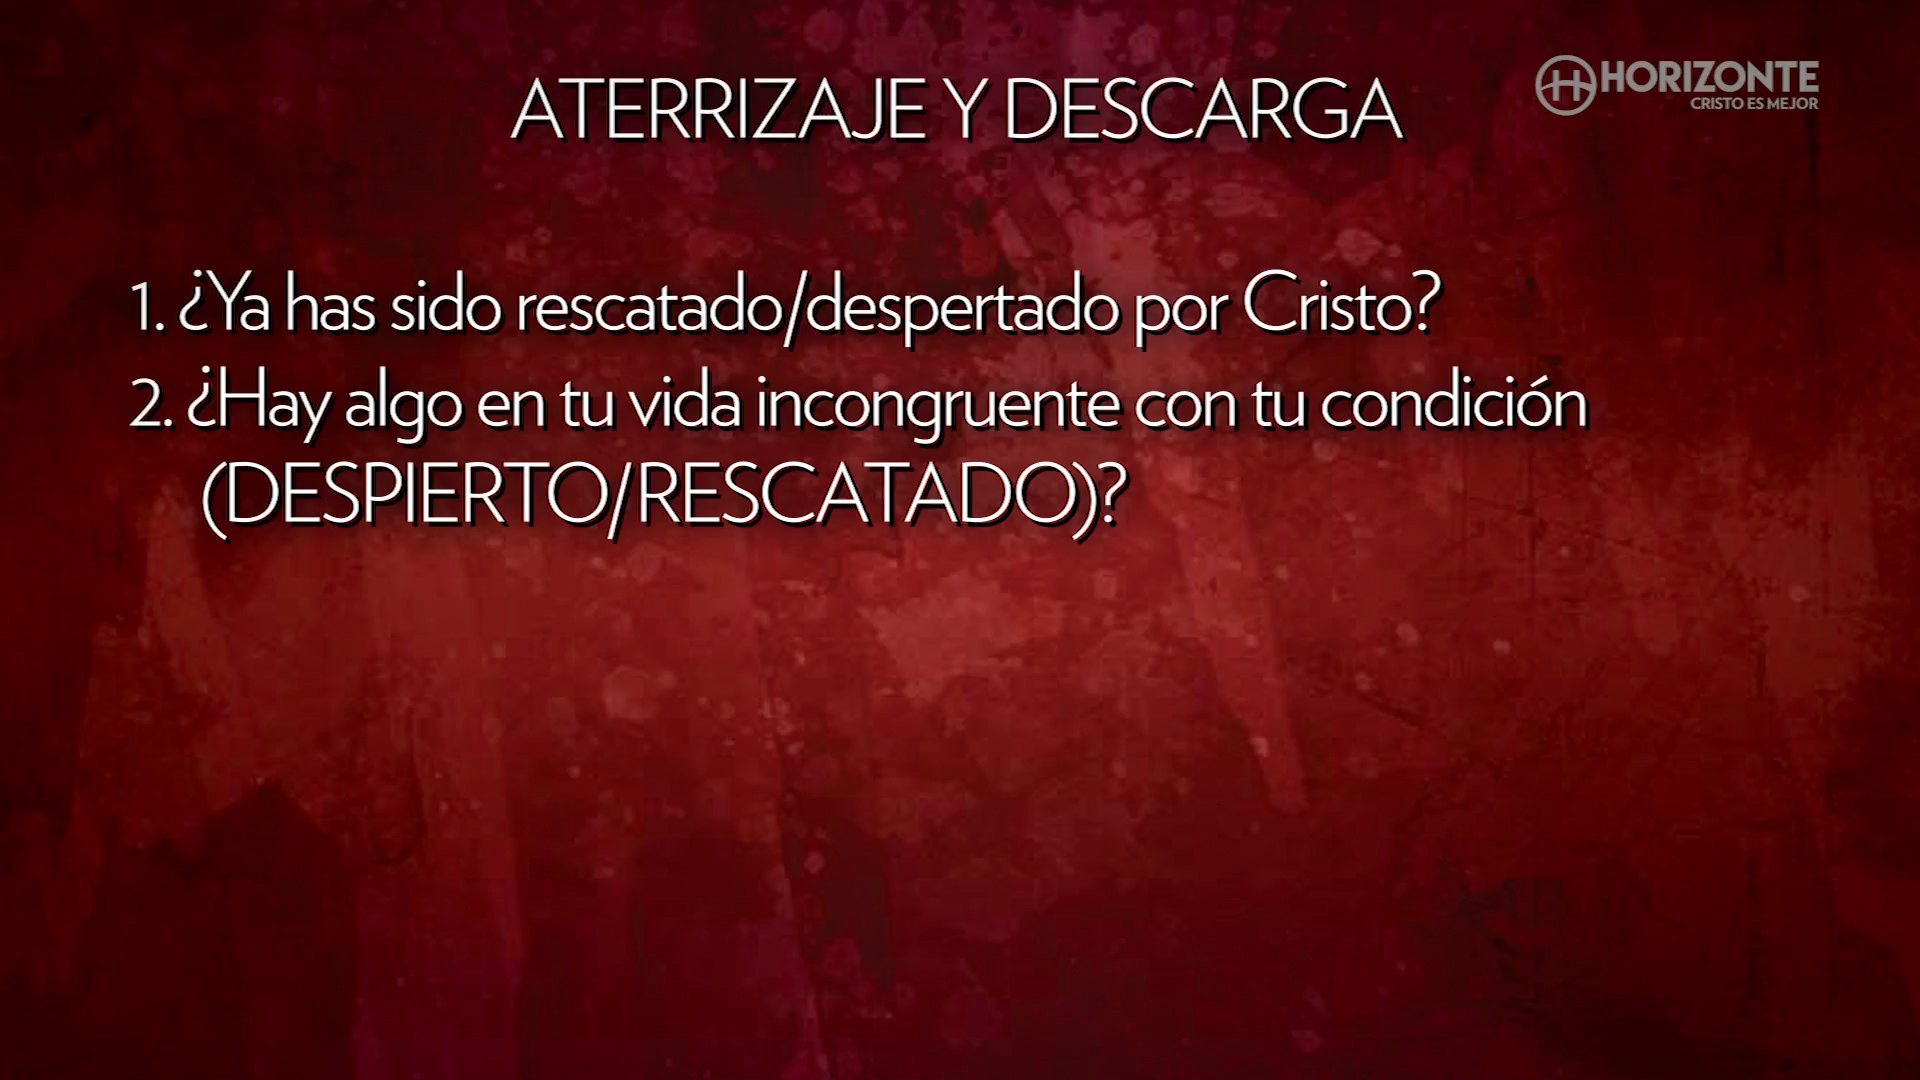 HORIZONTE
CRISTO ES MEJOR
ATERRIZAJE Y DESCARGA
1. ¿Ya has sido rescatado/despertado por Cristo?
2. ¿Hay algo en tu vida incongruente con tu condición
(DESPIERTO/RESCATADO)?